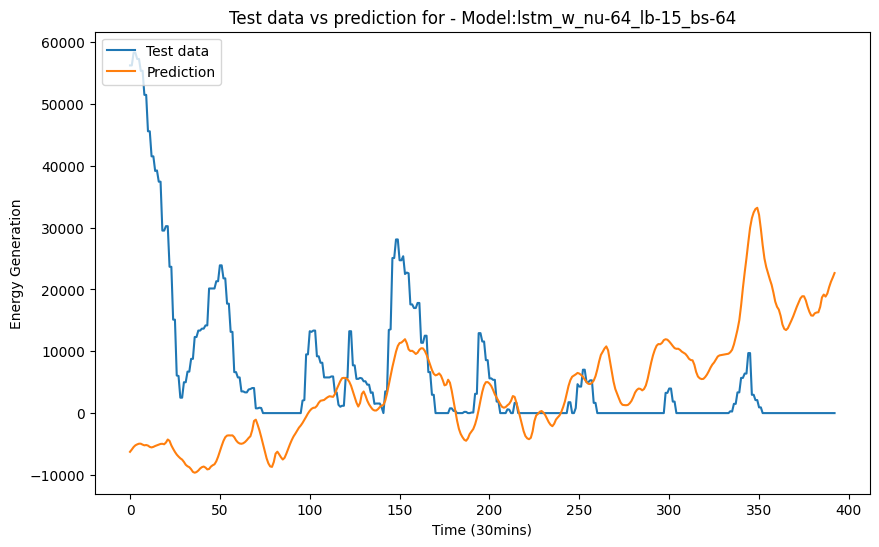 Test data vs prediction for - Model:lstm_w_nu-64_lb-15_bs-64
Test data
Prediction
60000
50000
40000
30000
20000
10000
0
−10000
Energy Generation
0 50 100 150 200 250 300 350 400
Time (30mins)